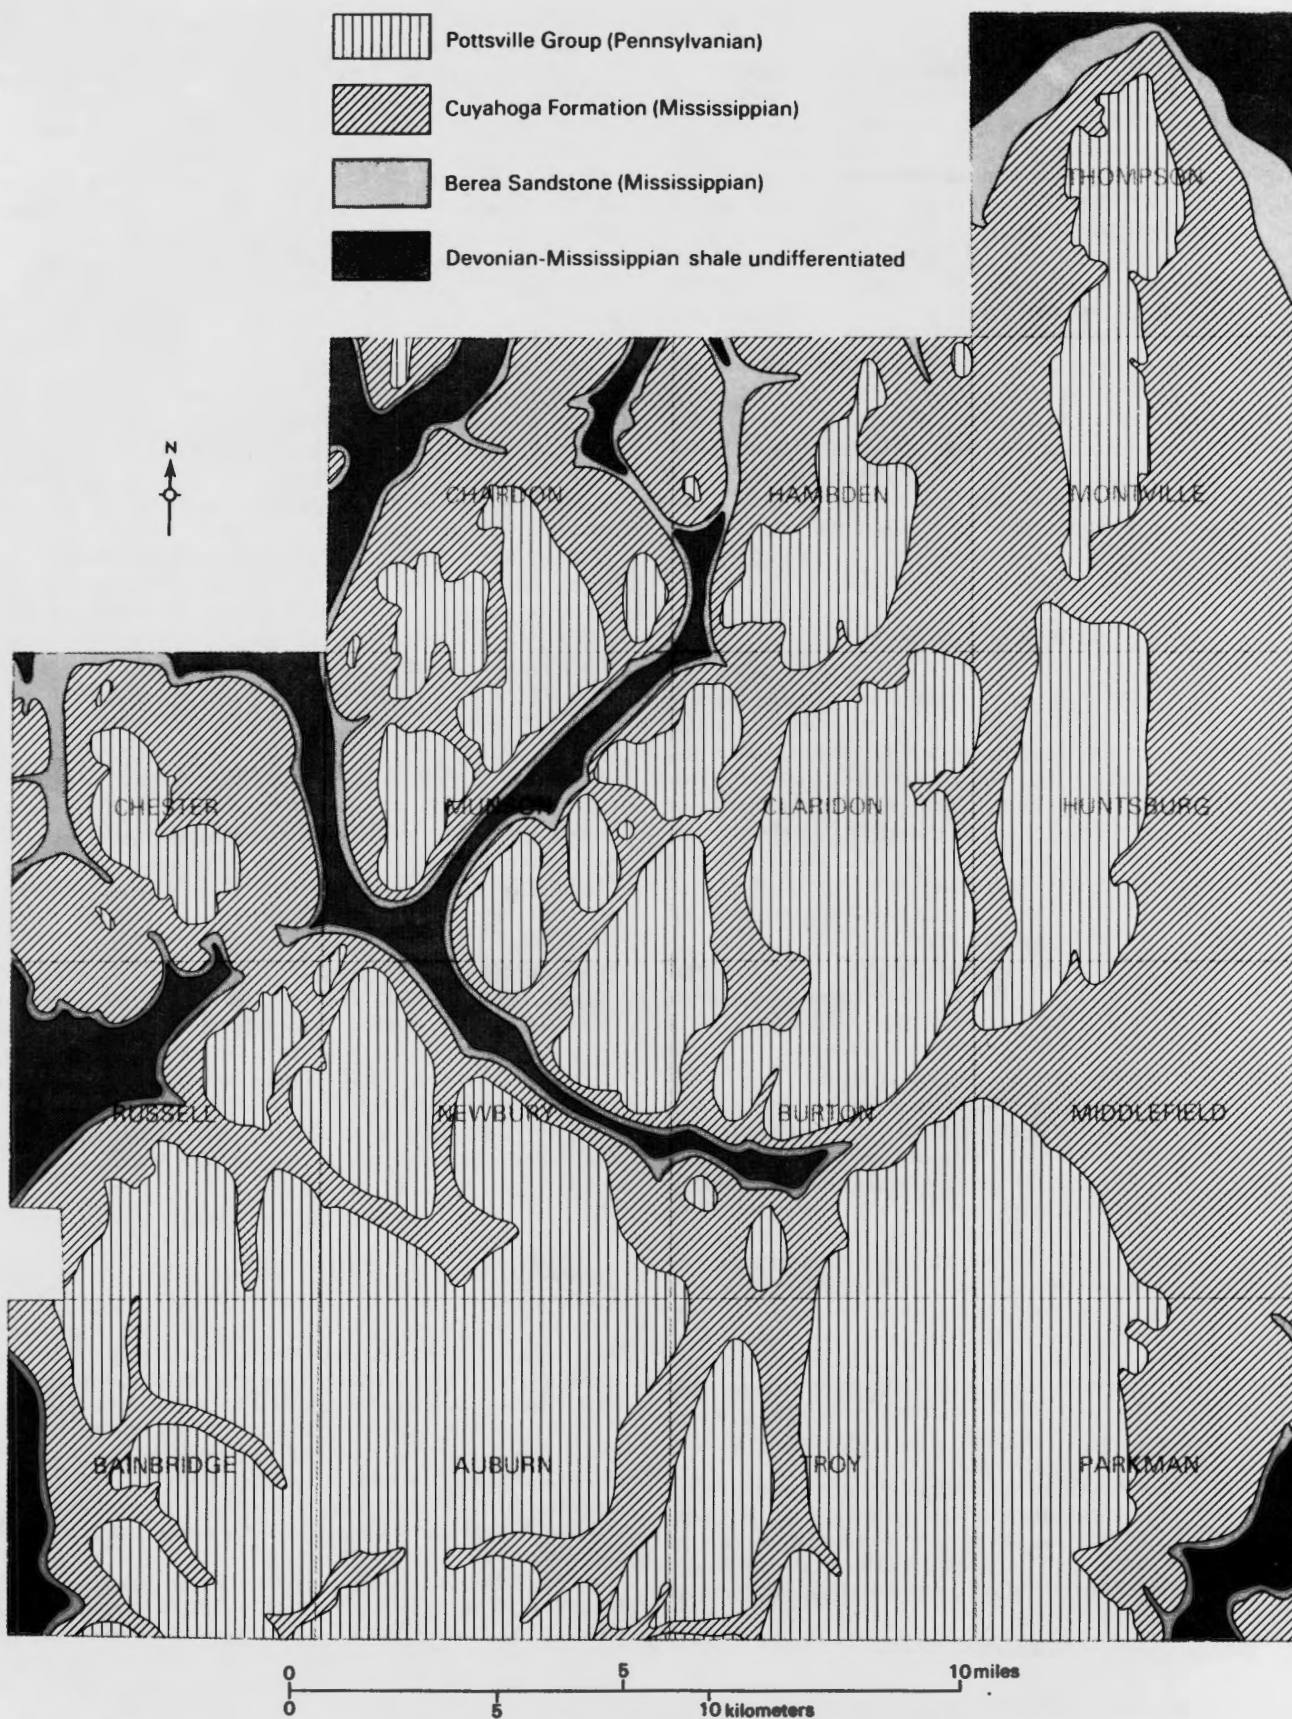 Pottsville Group (Pennsylvanian)
Cuyahoga Formation (Mississippian)
Berea Sandstone (Mississippian)
Devonian-Mississippian shale undifferentiated
THOMPSON
N
CHARDON
HAMBDEN
MONTVILLE
CHESTER
MUNSON
CLARIDON
HUNTSBURG
RUSSELL
NEWBURY
BURTON
MIDDLEFIELD
BAINBRIDGE
AUBURN
TROY
PARKMAN
0 5 10 miles
0 5 10 kilometers